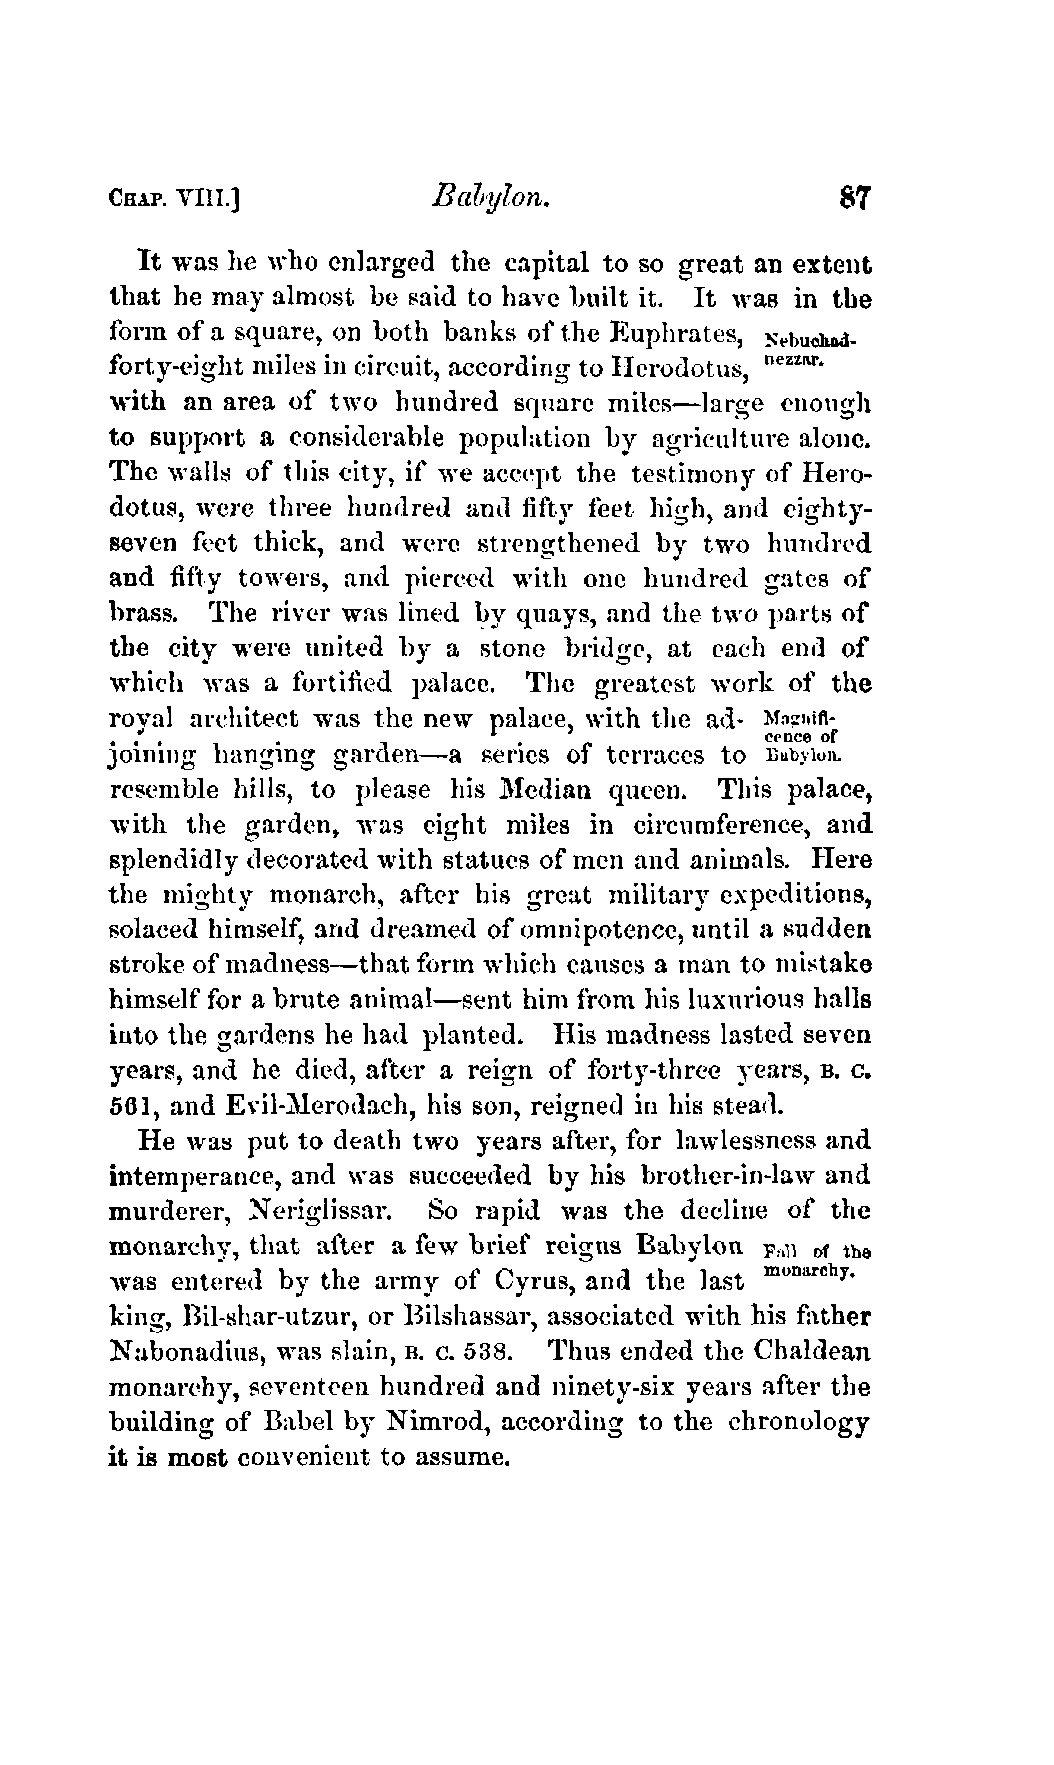 CHAP. VIII.] Babylon. 87
It was he who enlarged the capital to so great an extent
that he may almost be said to have built it. It was in the
form of a square, on both banks of the Euphrates, Nebuchad-
forty-eight miles in circuit, according to Herodotus, nezzar.
with an area of two hundred square miles—large enough
to support a considerable population by agriculture alone.
The walls of this city, if we accept the testimony of Hero-
dotus, were three hundred and fifty feet high, and eighty-
seven feet thick, and were strengthened by two hundred
and fifty towers, and pierced with one hundred gates of
brass. The river was lined by quays, and the two parts of
the city were united by a stone bridge, at each end of
which was a fortified palace. The greatest work of the
royal architect was the new palace, with the ad- Magnifi-
cence of
joining hanging garden—a series of terraces to Babylon.
resemble hills, to please his Median queen. This palace,
with the garden, was eight miles in circumference, and
splendidly decorated with statues of men and animals. Here
the mighty monarch, after his great military expeditions,
solaced himself, and dreamed of omnipotence, until a sudden
stroke of madness—that form which causes a man to mistake
himself for a brute animal—sent him from his luxurious halls
into the gardens he had planted. His madness lasted seven
years, and he died, after a reign of forty-three years, B. C.
561, and Evil-Merodach, his son, reigned in his stead.
He was put to death two years after, for lawlessness and
intemperance, and was succeeded by his brother-in-law and
murderer, Neriglissar. So rapid was the decline of the
monarchy, that after a few brief reigns Babylon Fall of the
was entered by the army of Cyrus, and the last monarchy.
king, Bil-shar-utzur, or Bilshassar, associated with his father
Nabonadius, was slain, B. C. 538. Thus ended the Chaldean
monarchy, seventeen hundred and ninety-six years after the
building of Babel by Nimrod, according to the chronology
it is most convenient to assume.